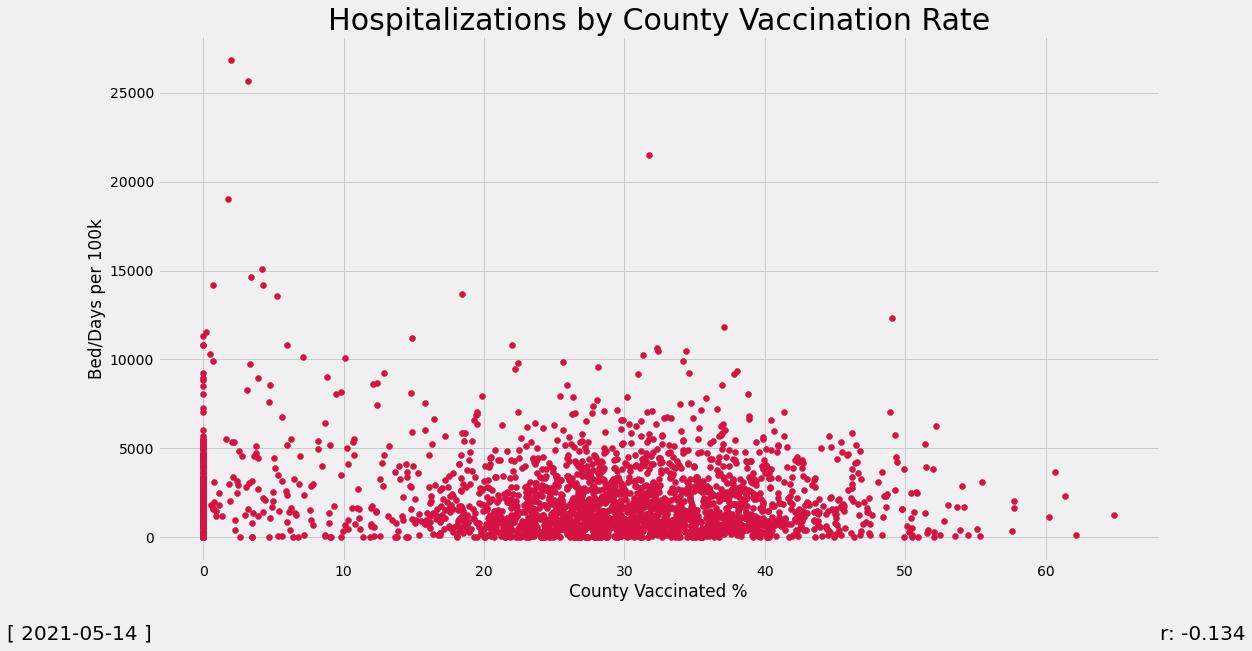 Hospitalizations by County Vaccination Rate
25000
20000
15000
10000
5000
0
Bed/Days per 100k
0 10 20 30 40 50 60
County Vaccinated %
[ 2021-05-14 ]
r: -0.134